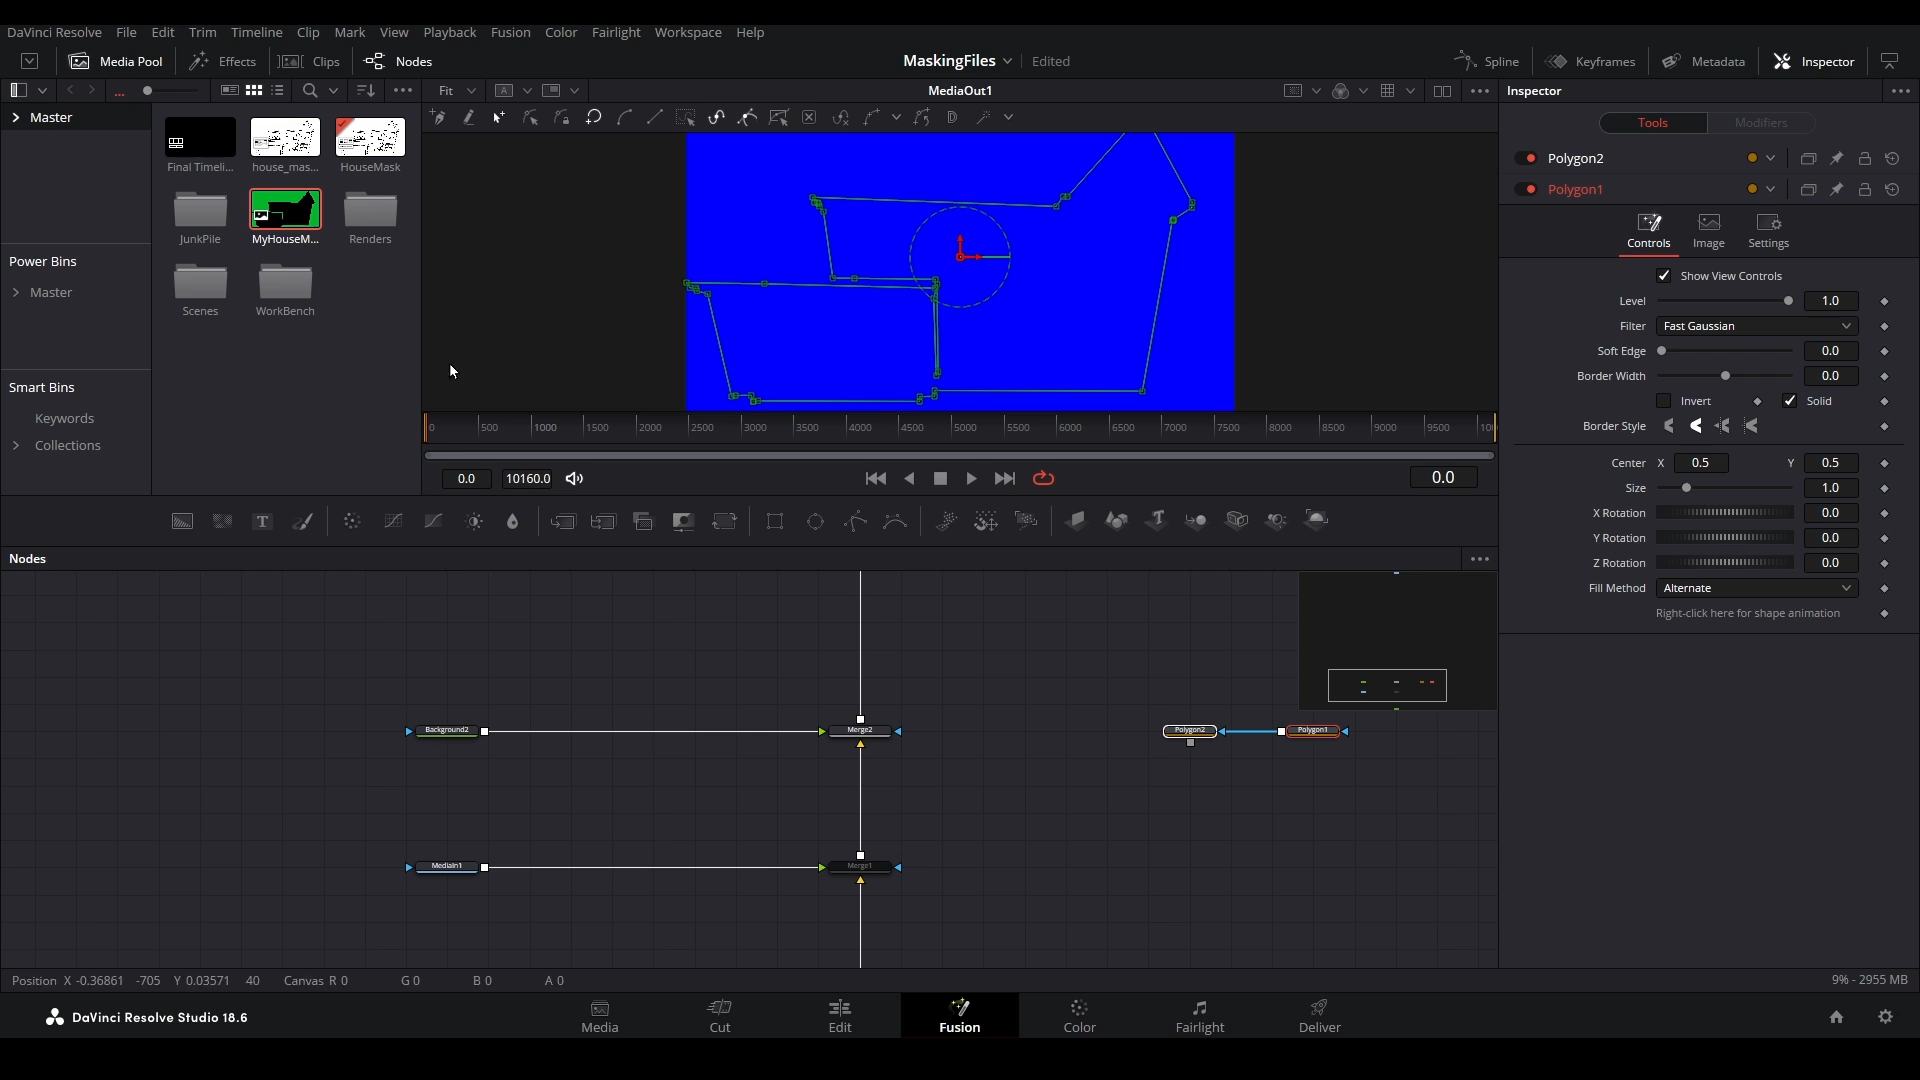 DaVinci Resolve File Edit Trim Timeline Clip Mark View Playback Fusion Color Fairlight Workspace Help
Media Pool Effects Clips Nodes MaskingFiles Edited Spline Keyframes Metadata Inspector
... Fit A MediaOut1 Inspector
Master
Final Timeli... house_mas... HouseMask
JunkPile MyHouseM... Renders
Power Bins
Master
Scenes WorkBench
Smart Bins
Keywords
Collections
0 500 1000 1500 2000 2500 3000 3500 4000 4500 5000 5500 6000 6500 7000 7500 8000 8500 9000 9500 10
0.0 10160.0 0.0
Tools Modifiers
Polygon2
Polygon1
Controls Image Settings
Show View Controls
Level 1.0
Filter Fast Gaussian
Soft Edge 0.0
Border Width 0.0
Invert Solid
Border Style
Center X 0.5 Y 0.5
Size 1.0
X Rotation 0.0
Y Rotation 0.0
Z Rotation 0.0
Fill Method Alternate
Right-click here for shape animation
Nodes
Background2 Merge2 Polygon2 Polygon1
MediaIn1 Merge1
Position X -0.36861 -705 Y 0.03571 40 Canvas R 0 G 0 B 0 A 0 9% - 2955 MB
DaVinci Resolve Studio 18.6 Media Cut Edit Fusion Color Fairlight Deliver